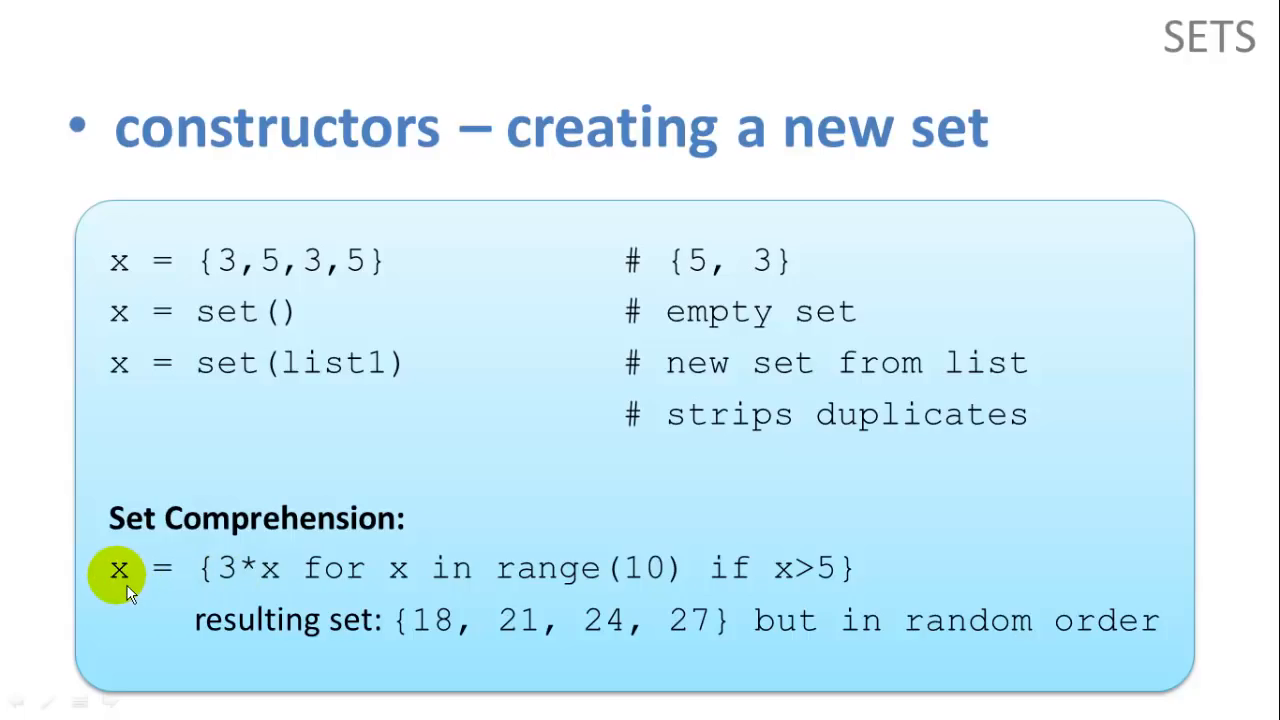 SETS
• constructors – creating a new set
x = {3,5,3,5} # {5, 3}
x = set() # empty set
x = set(list1) # new set from list
# strips duplicates
Set Comprehension:
x = {3*x for x in range(10) if x>5}
resulting set: {18, 21, 24, 27} but in random order